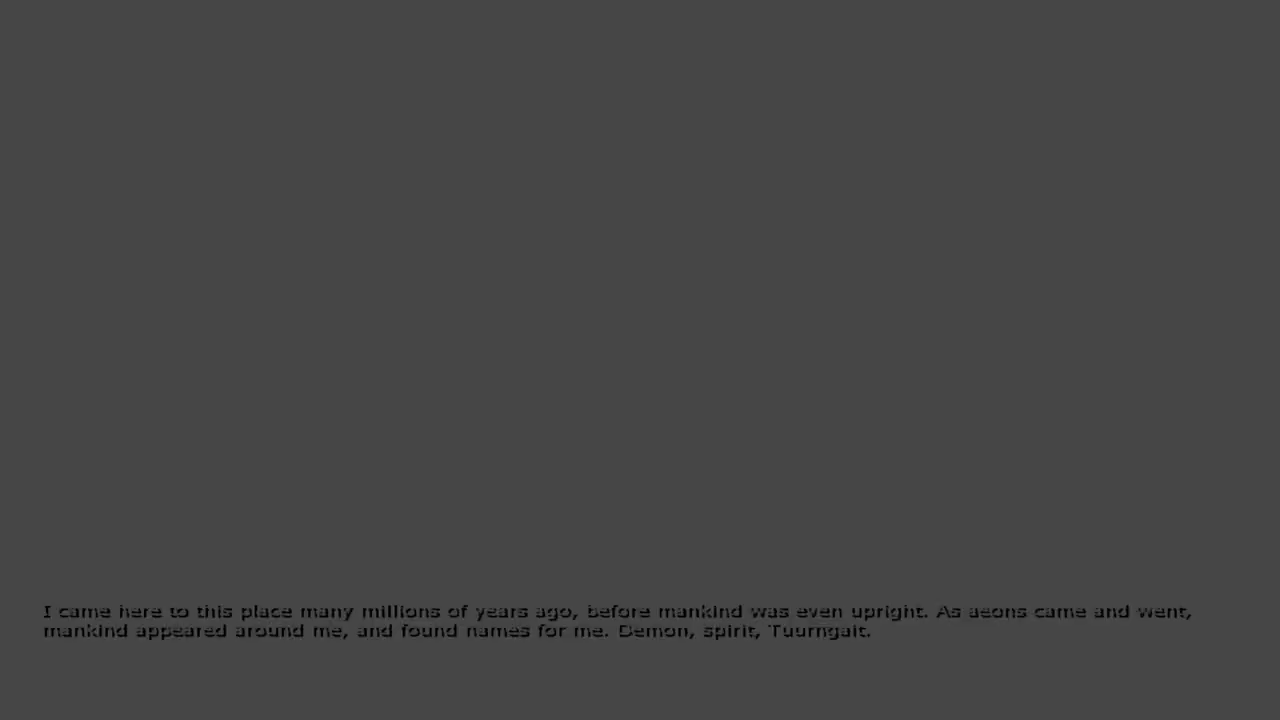 I came here to this place many millions of years ago, before mankind was even upright. As aeons came and went,
mankind appeared around me, and found names for me. Demon, spirit, Tuurngait.